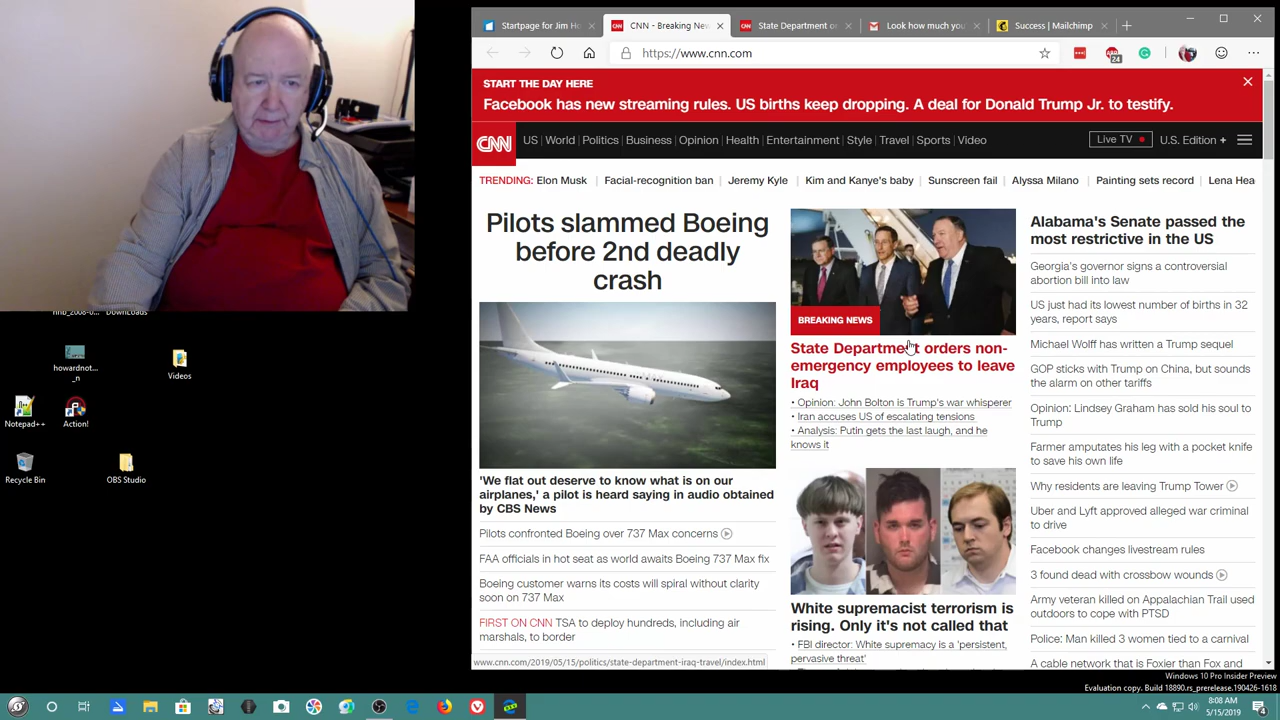 Startpage for Jim Ho
CNN - Breaking New
State Department or
Look how much you
Success | Mailchimp
https://www.cnn.com
24
START THE DAY HERE
Facebook has new streaming rules. US births keep dropping. A deal for Donald Trump Jr. to testify.
CNN
US | World | Politics | Business | Opinion | Health | Entertainment | Style | Travel | Sports | Video
Live TV
U.S. Edition +
TRENDING: Elon Musk | Facial-recognition ban | Jeremy Kyle | Kim and Kanye's baby | Sunscreen fail | Alyssa Milano | Painting sets record | Lena Hea
Pilots slammed Boeing
before 2nd deadly
crash
'We flat out deserve to know what is on our
airplanes,' a pilot is heard saying in audio obtained
by CBS News
Pilots confronted Boeing over 737 Max concerns
FAA officials in hot seat as world awaits Boeing 737 Max fix
Boeing customer warns its costs will spiral without clarity
soon on 737 Max
FIRST ON CNN TSA to deploy hundreds, including air
marshals, to border
BREAKING NEWS
State Department orders non-
emergency employees to leave
Iraq
• Opinion: John Bolton is Trump's war whisperer
• Iran accuses US of escalating tensions
• Analysis: Putin gets the last laugh, and he
knows it
White supremacist terrorism is
rising. Only it's not called that
• FBI director: White supremacy is a 'persistent,
pervasive threat'
Alabama's Senate passed the
most restrictive in the US
Georgia's governor signs a controversial
abortion bill into law
US just had its lowest number of births in 32
years, report says
Michael Wolff has written a Trump sequel
GOP sticks with Trump on China, but sounds
the alarm on other tariffs
Opinion: Lindsey Graham has sold his soul to
Trump
Farmer amputates his leg with a pocket knife
to save his own life
Why residents are leaving Trump Tower
Uber and Lyft approved alleged war criminal
to drive
Facebook changes livestream rules
3 found dead with crossbow wounds
Army veteran killed on Appalachian Trail used
outdoors to cope with PTSD
Police: Man killed 3 women tied to a carnival
A cable network that is Foxier than Fox and
www.cnn.com/2019/05/15/politics/state-department-iraq-travel/index.html
DownLoads
howardnot...
_n
Videos
Notepad++
Action!
Recycle Bin
OBS Studio
Windows 10 Pro Insider Preview
Evaluation copy. Build 18890.rs_prerelease.190426-1618
8:08 AM
5/15/2019
4